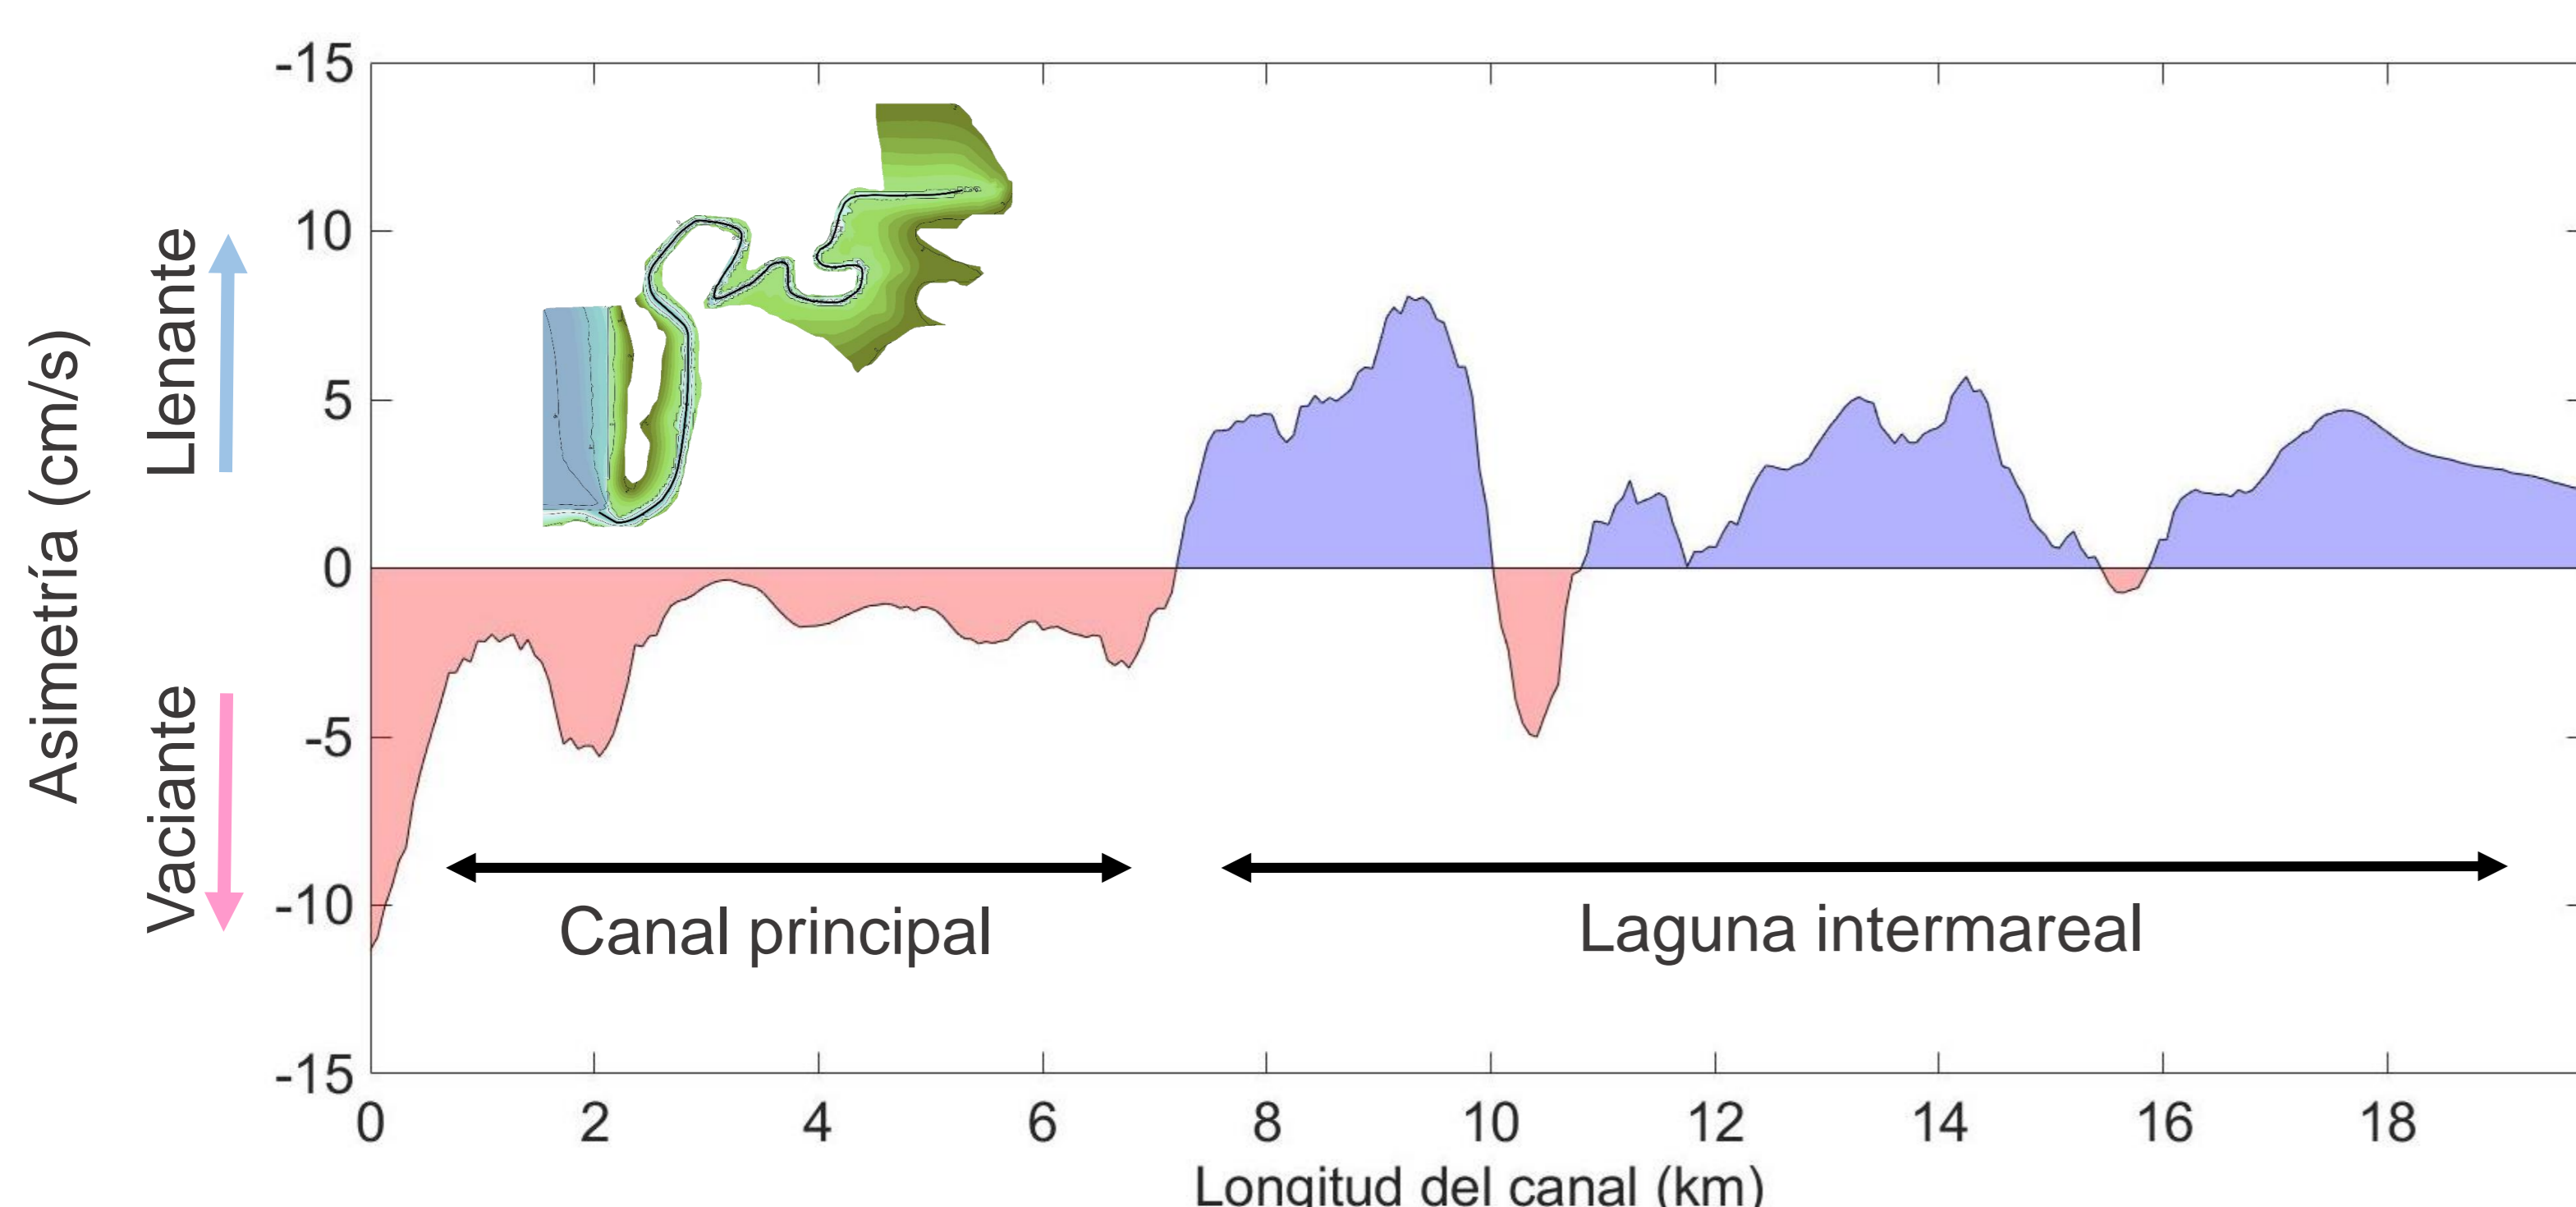 Asimetría (cm/s)
Llenante
Vaciante
-15
10
5
0
-5
-10
-15
Canal principal
Laguna intermareal
0 2 4 6 8 10 12 14 16 18
Longitud del canal (km)